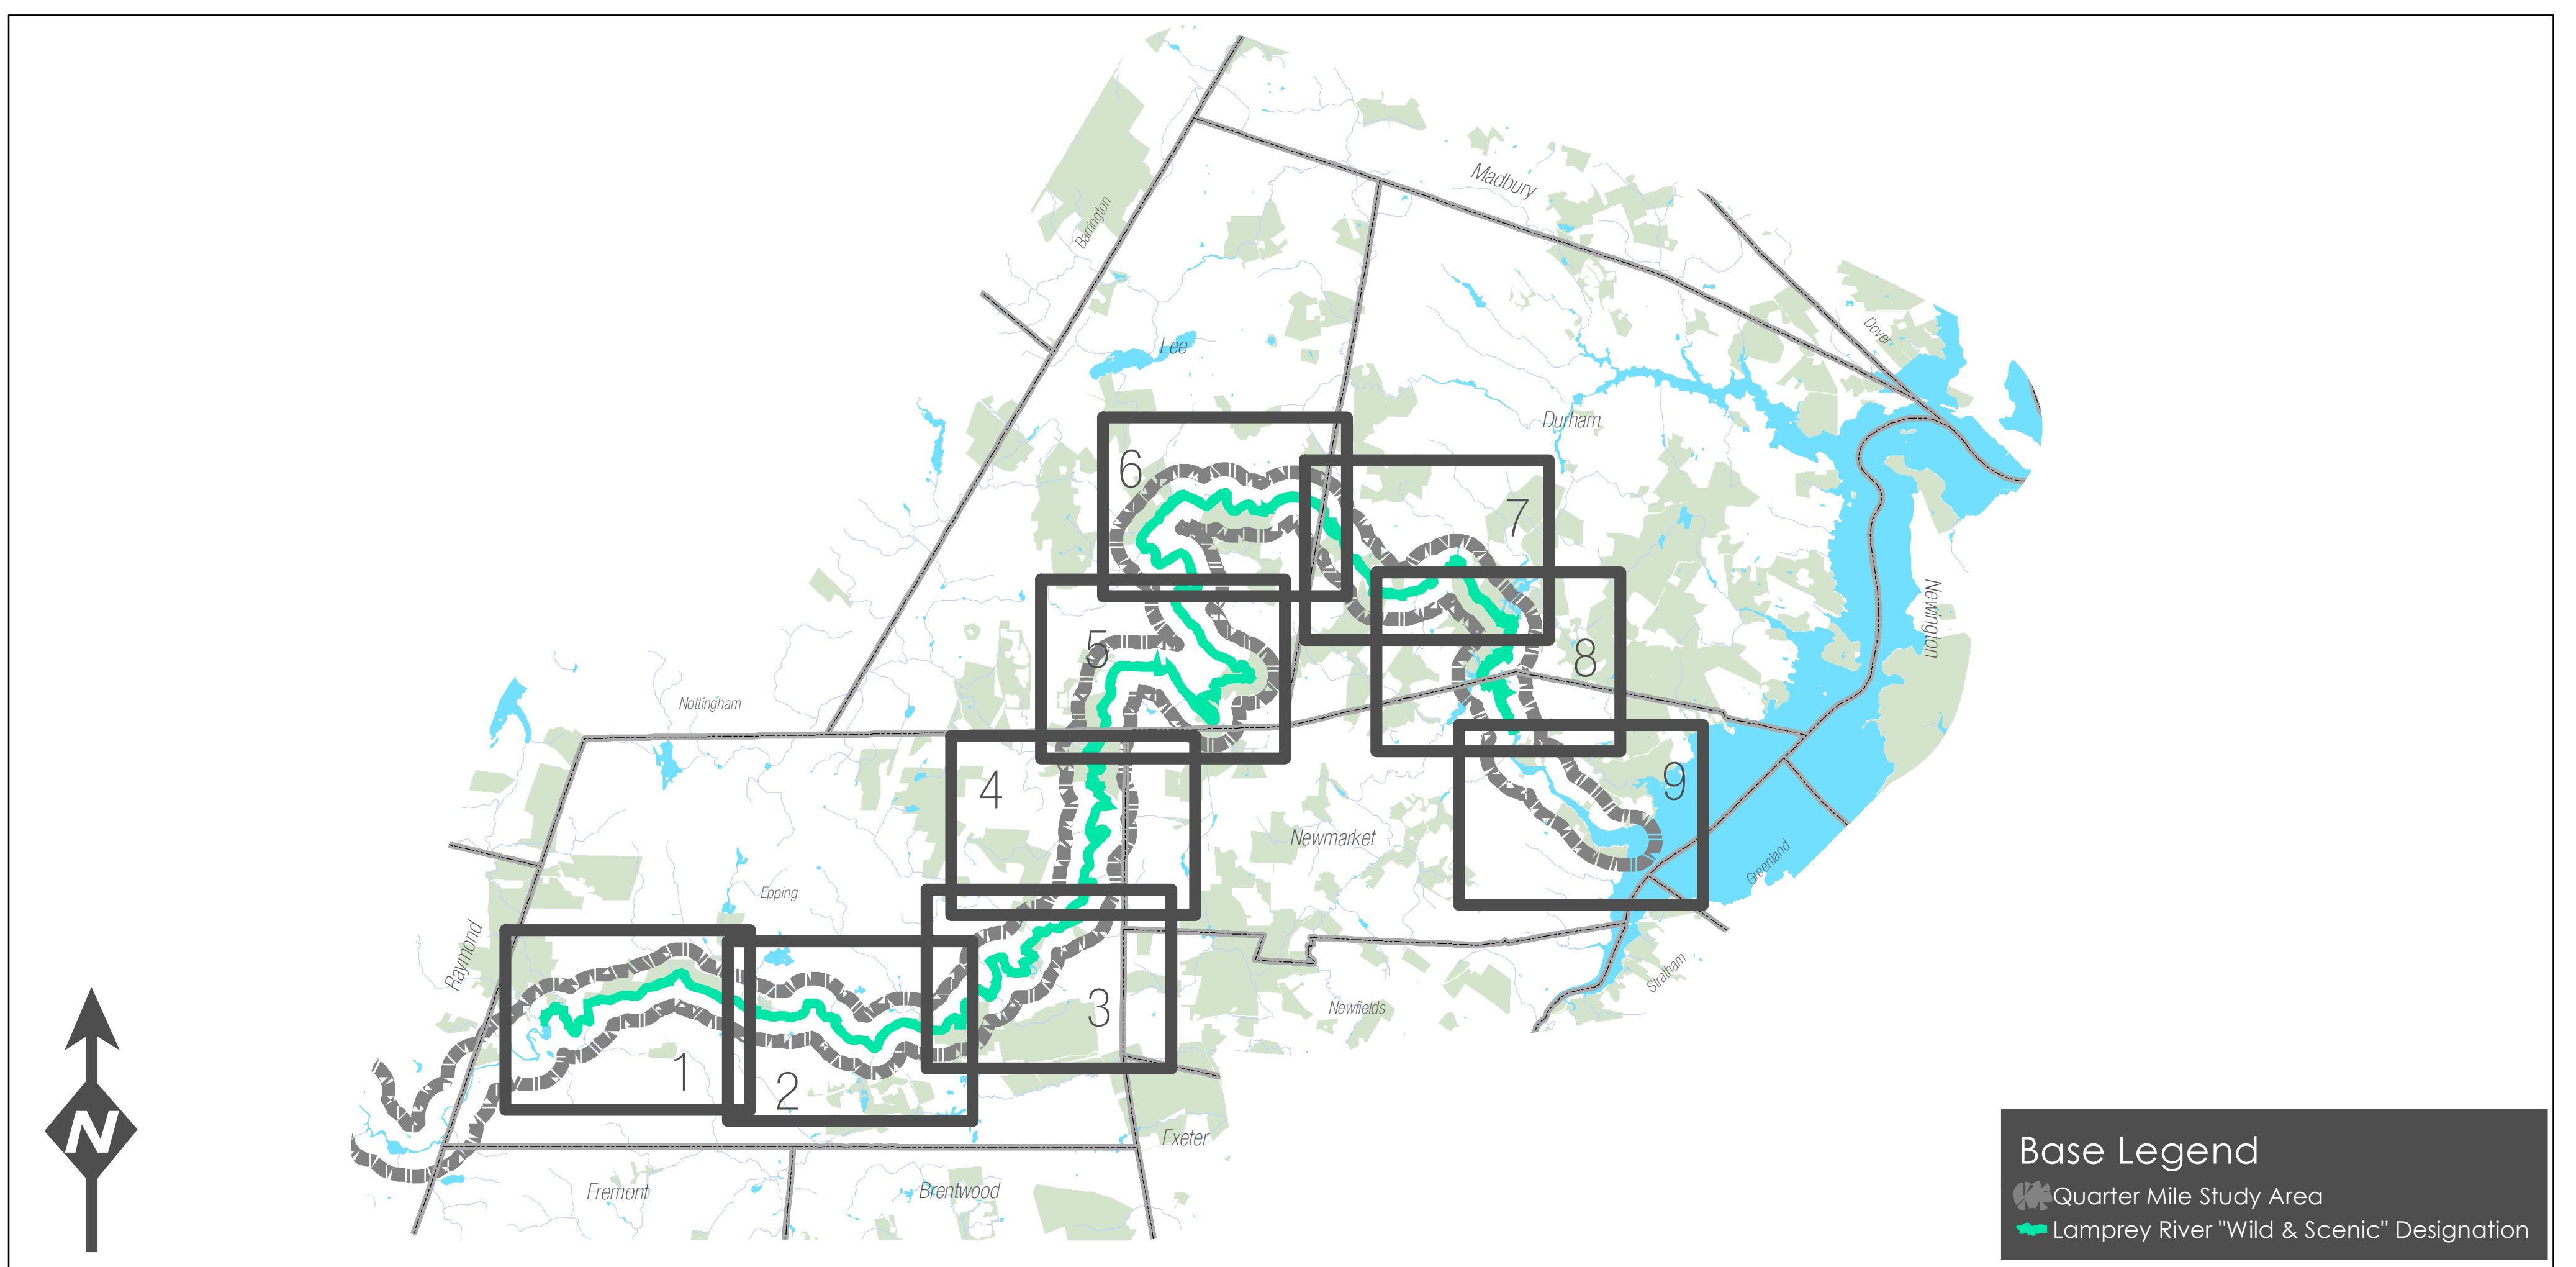 Madbury
Barrington
Dover
Lee
Durham
6
7
Newington
5
8
Nottingham
4
9
Newmarket
Greenland
Epping
Raymond
Stratham
3
Newfields
1
2
N
Exeter
Fremont
Brentwood
Base Legend
Quarter Mile Study Area
Lamprey River "Wild & Scenic" Designation